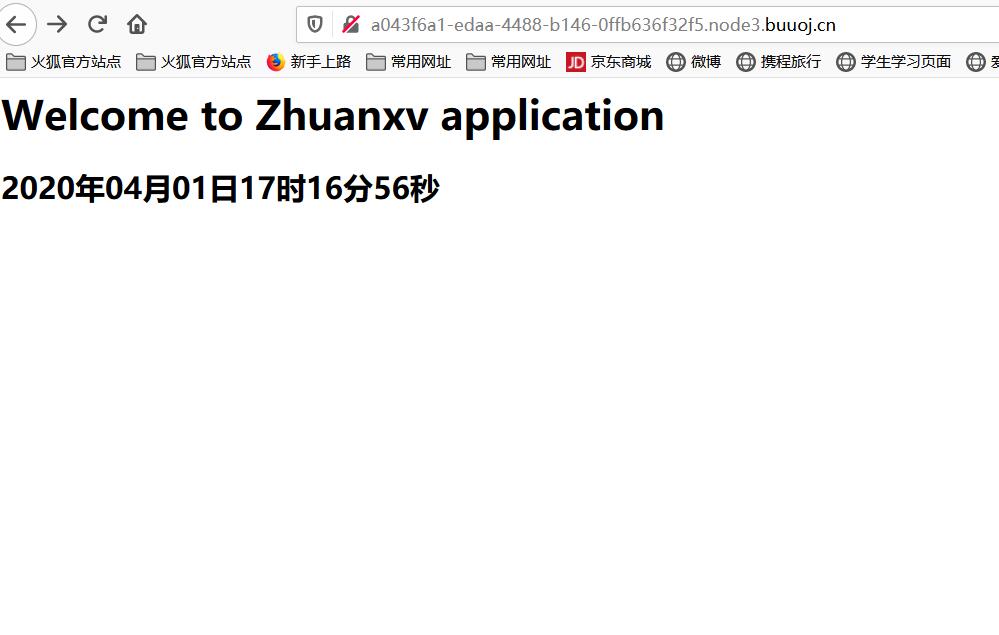 a043f6a1-edaa-4488-b146-0ffb636f32f5.node3.buuoj.cn
火狐官方站点 火狐官方站点 新手上路 常用网址 常用网址 JD 京东商城 微博 携程旅行 学生学习页面
Welcome to Zhuanxv application
2020年04月01日17时16分56秒